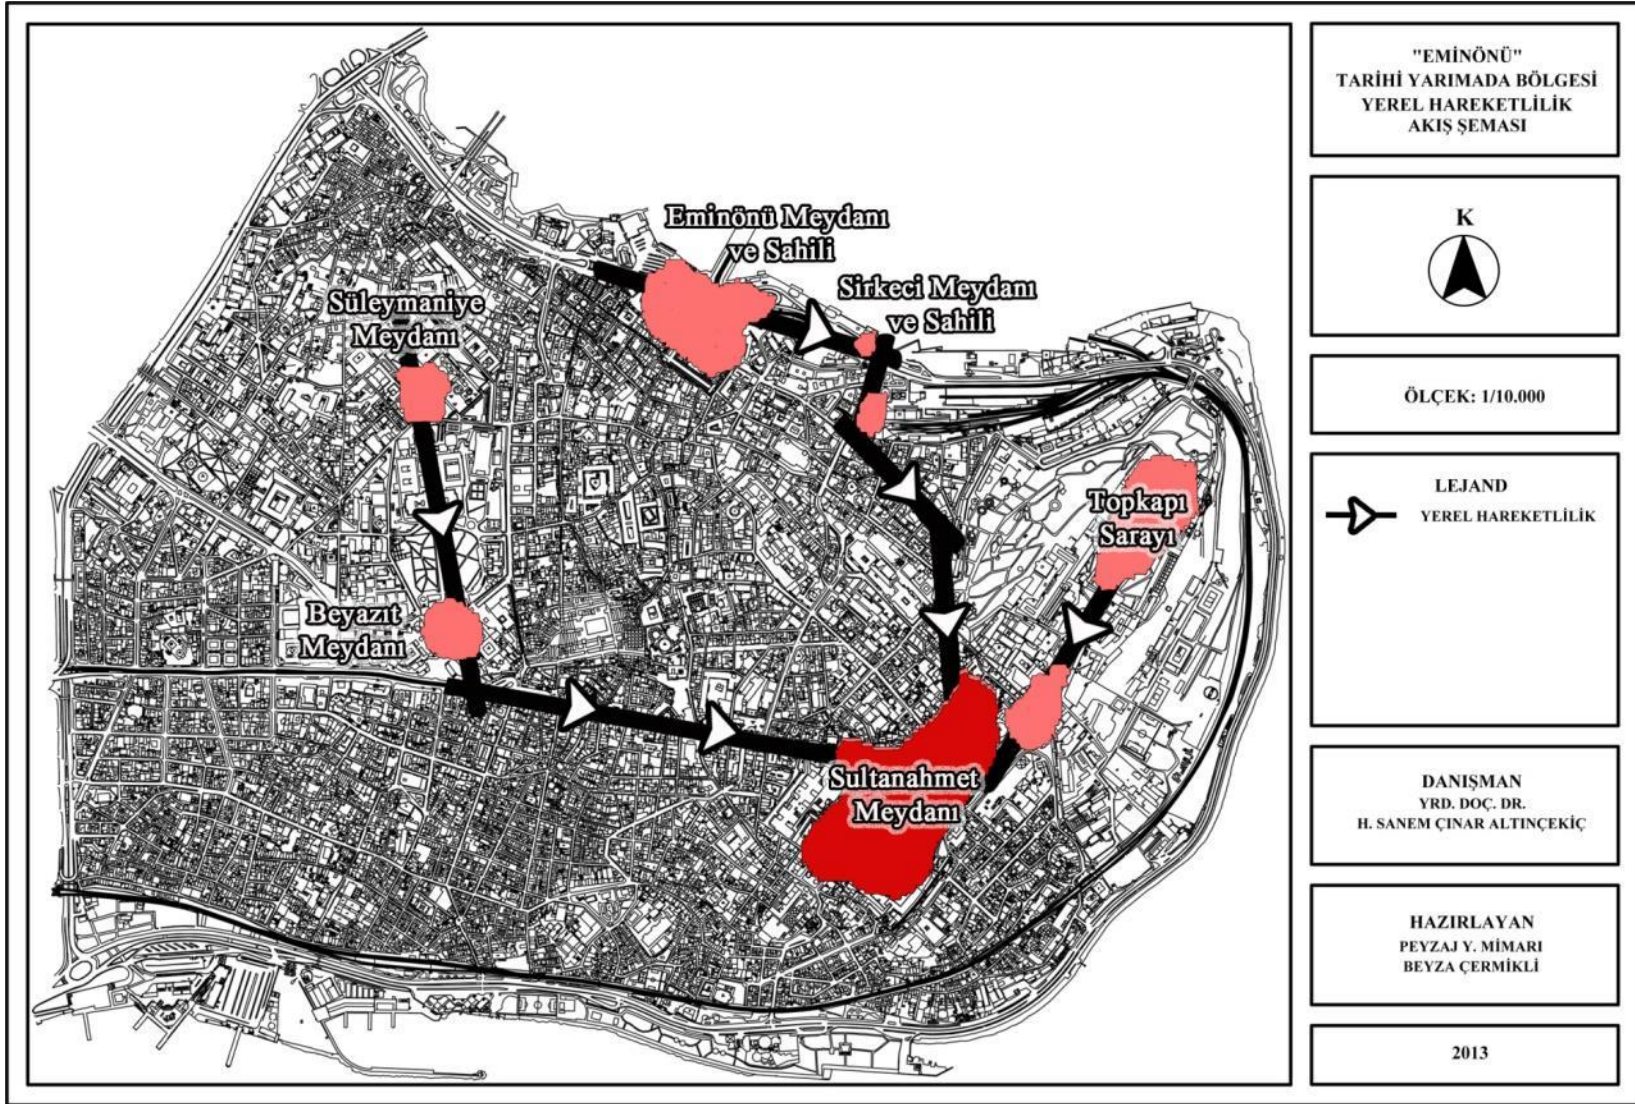 Eminönü Meydanı
ve Sahili
Sirkeci Meydanı
ve Sahili
Süleymaniye
Meydanı
Topkapı
Sarayı
Beyazıt
Meydanı
Sultanahmet
Meydanı
"EMİNÖNÜ"
TARİHİ YARIMADA BÖLGESİ
YEREL HAREKETLİLİK
AKIŞ ŞEMASI
K
ÖLÇEK: 1/10.000
LEJAND
YEREL HAREKETLİLİK
DANIŞMAN
YRD. DOÇ. DR.
H. SANEM ÇINAR ALTINÇEKİÇ
HAZIRLAYAN
PEYZAJ Y. MİMARI
BEYZA ÇERMİKLİ
2013